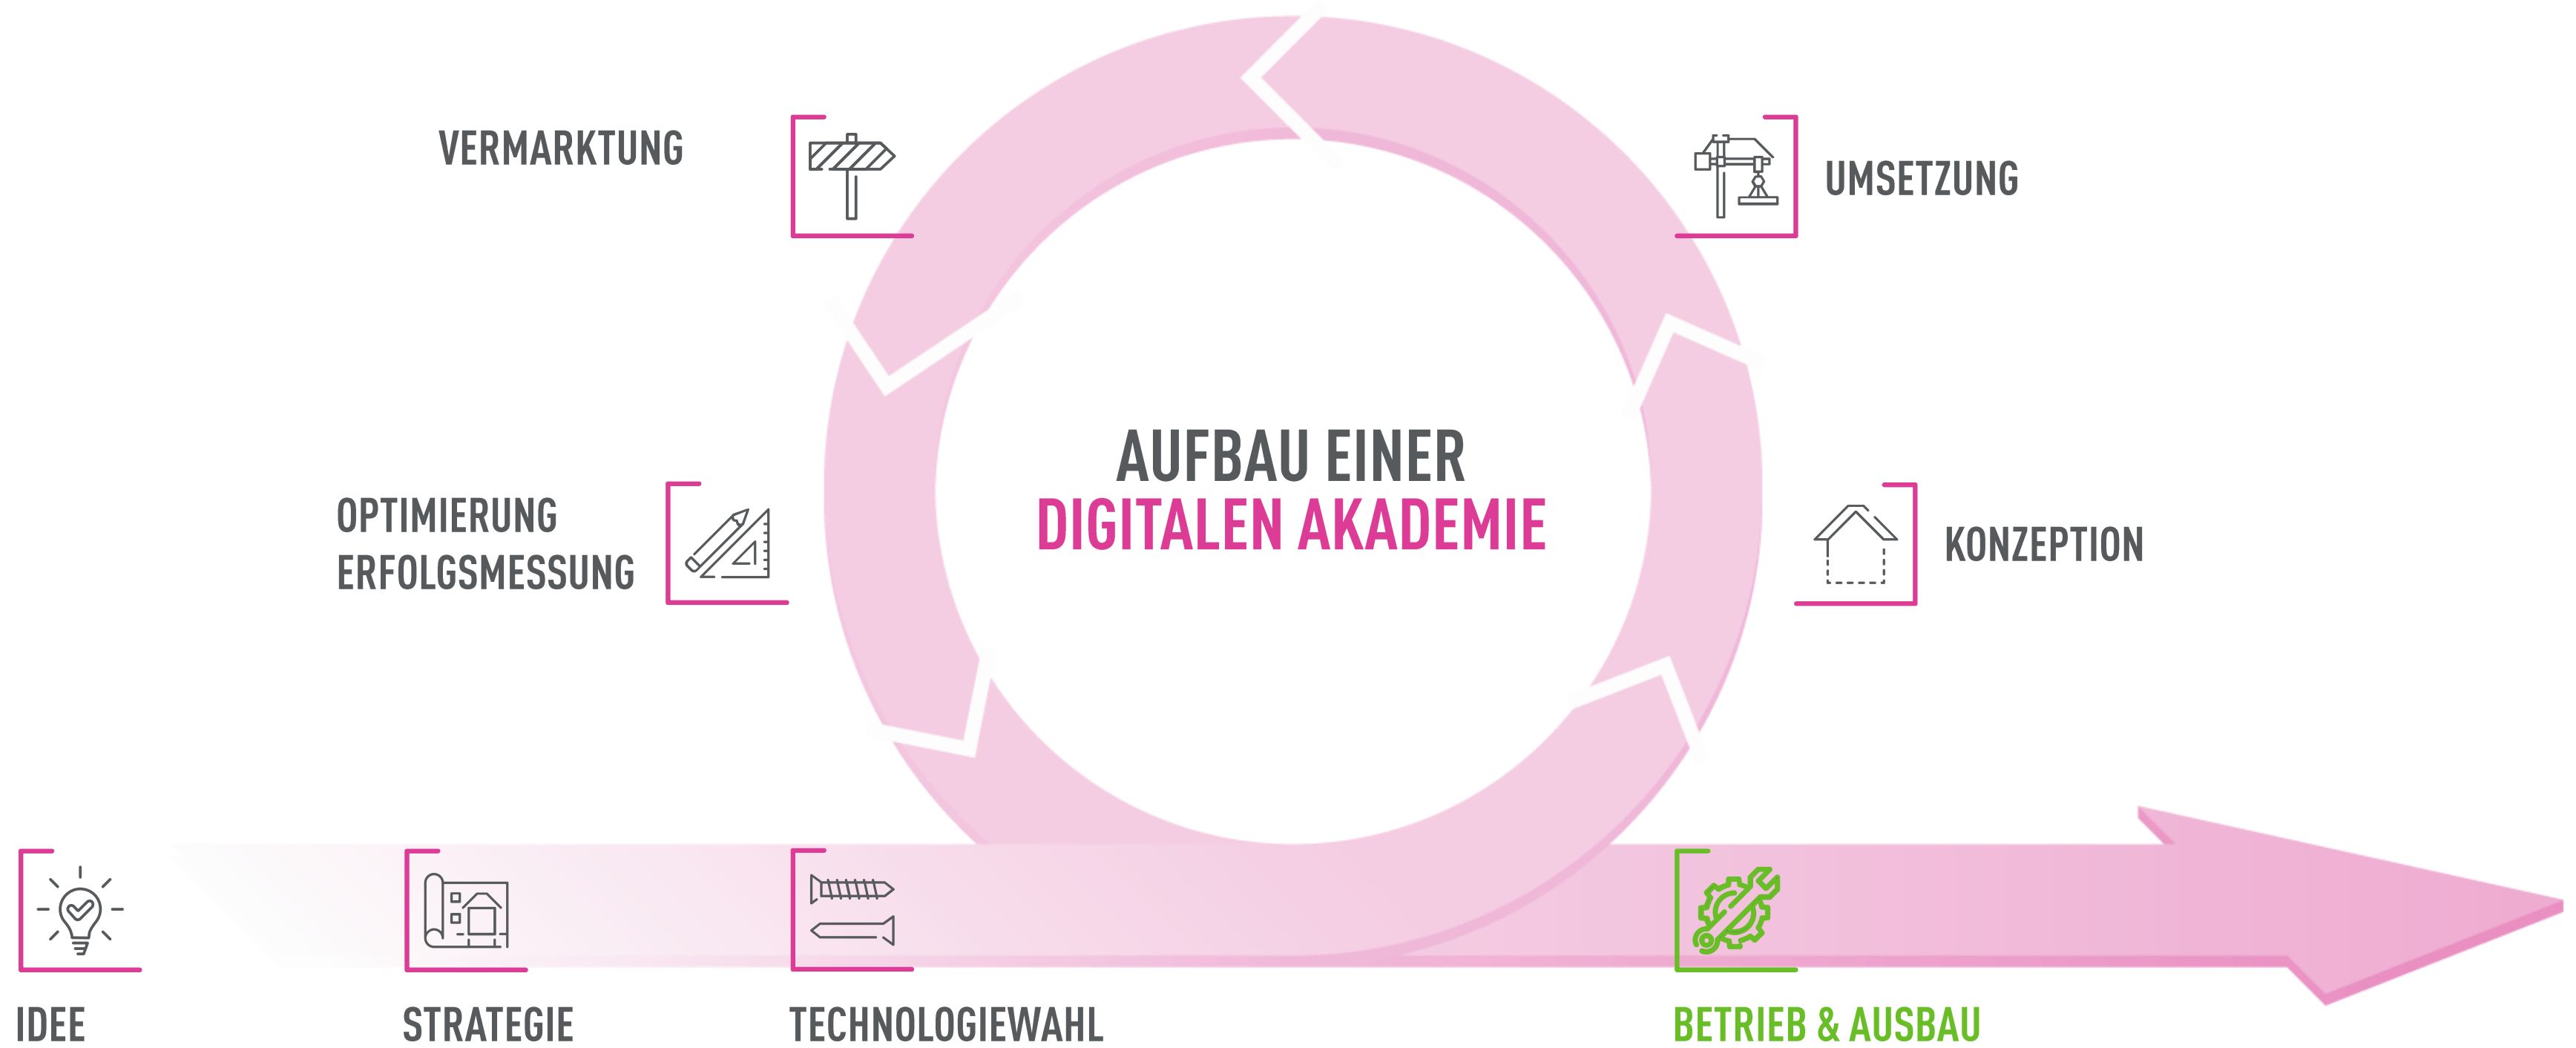 VERMARKTUNG
UMSETZUNG
AUFBAU EINER
DIGITALEN AKADEMIE
OPTIMIERUNG
ERFOLGSMESSUNG
KONZEPTION
IDEE
STRATEGIE
TECHNOLOGIEWAHL
BETRIEB & AUSBAU